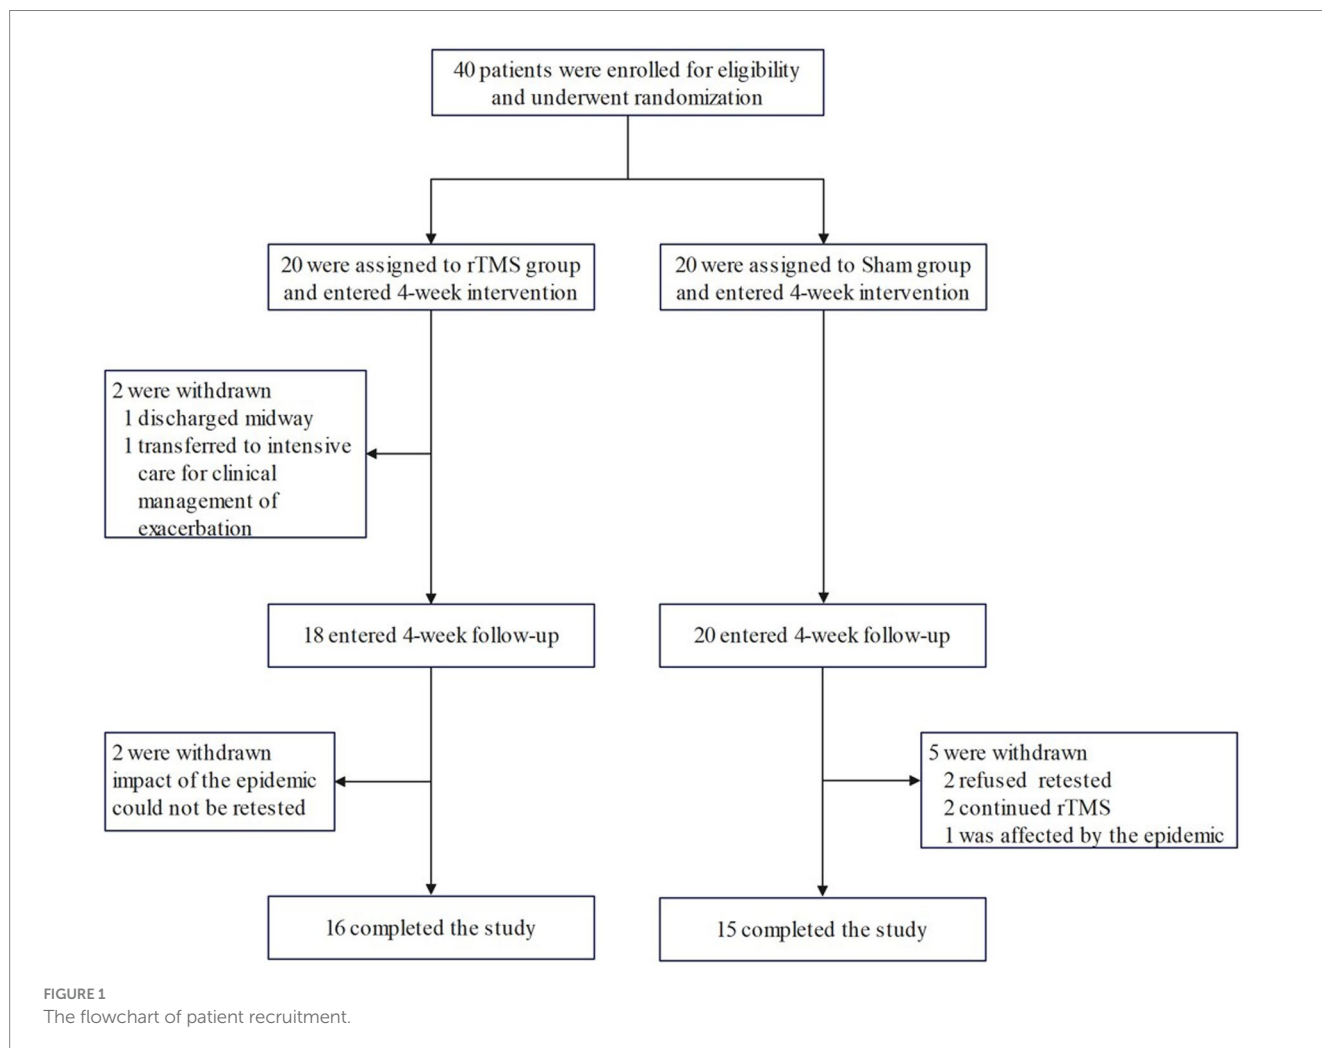 40 patients were enrolled for eligibility
and underwent randomization
20 were assigned to rTMS group
and entered 4-week intervention
20 were assigned to Sham group
and entered 4-week intervention
2 were withdrawn
1 discharged midway
1 transferred to intensive
care for clinical
management of
exacerbation
18 entered 4-week follow-up
20 entered 4-week follow-up
2 were withdrawn
impact of the epidemic
could not be retested
5 were withdrawn
2 refused retested
2 continued rTMS
1 was affected by the epidemic
16 completed the study
15 completed the study
FIGURE 1
The flowchart of patient recruitment.